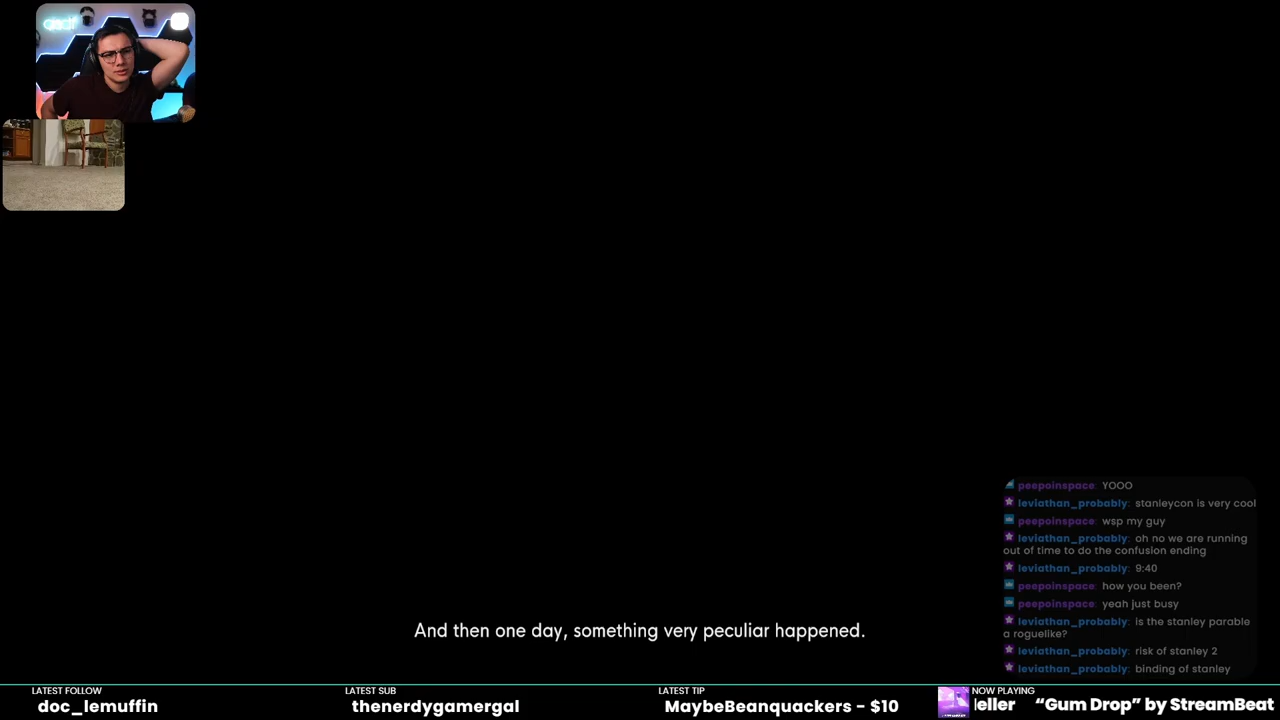 And then one day, something very peculiar happened.
peepoinspace: YOOO
leviathan_probably: stanleycon is very cool
peepoinspace: wsp my guy
leviathan_probably: oh no we are running
out of time to do the confusion ending
leviathan_probably: 9:40
peepoinspace: how you been?
peepoinspace: yeah just busy
leviathan_probably: is the stanley parable
a roguelike?
leviathan_probably: risk of stanley 2
leviathan_probably: binding of stanley
LATEST FOLLOW
doc_lemuffin
LATEST SUB
thenerdygamergal
LATEST TIP
MaybeBeanquackers - $10
NOW PLAYING
eller “Gum Drop” by StreamBeat